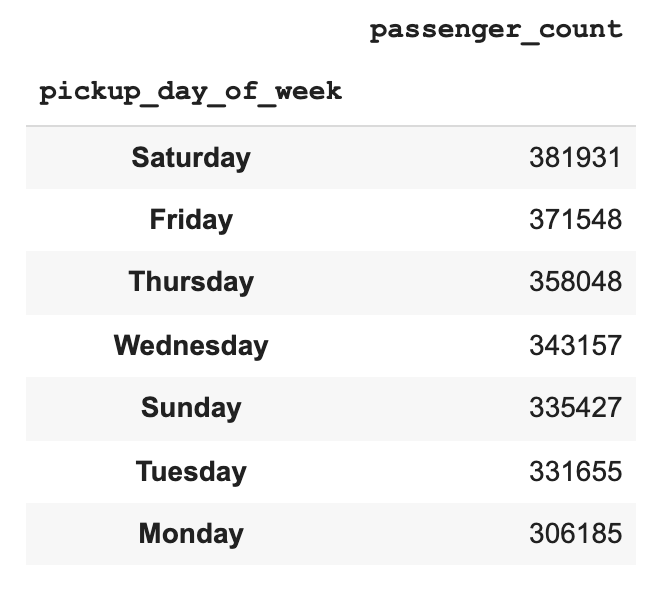 passenger_count
pickup_day_of_week
Saturday 381931
Friday 371548
Thursday 358048
Wednesday 343157
Sunday 335427
Tuesday 331655
Monday 306185